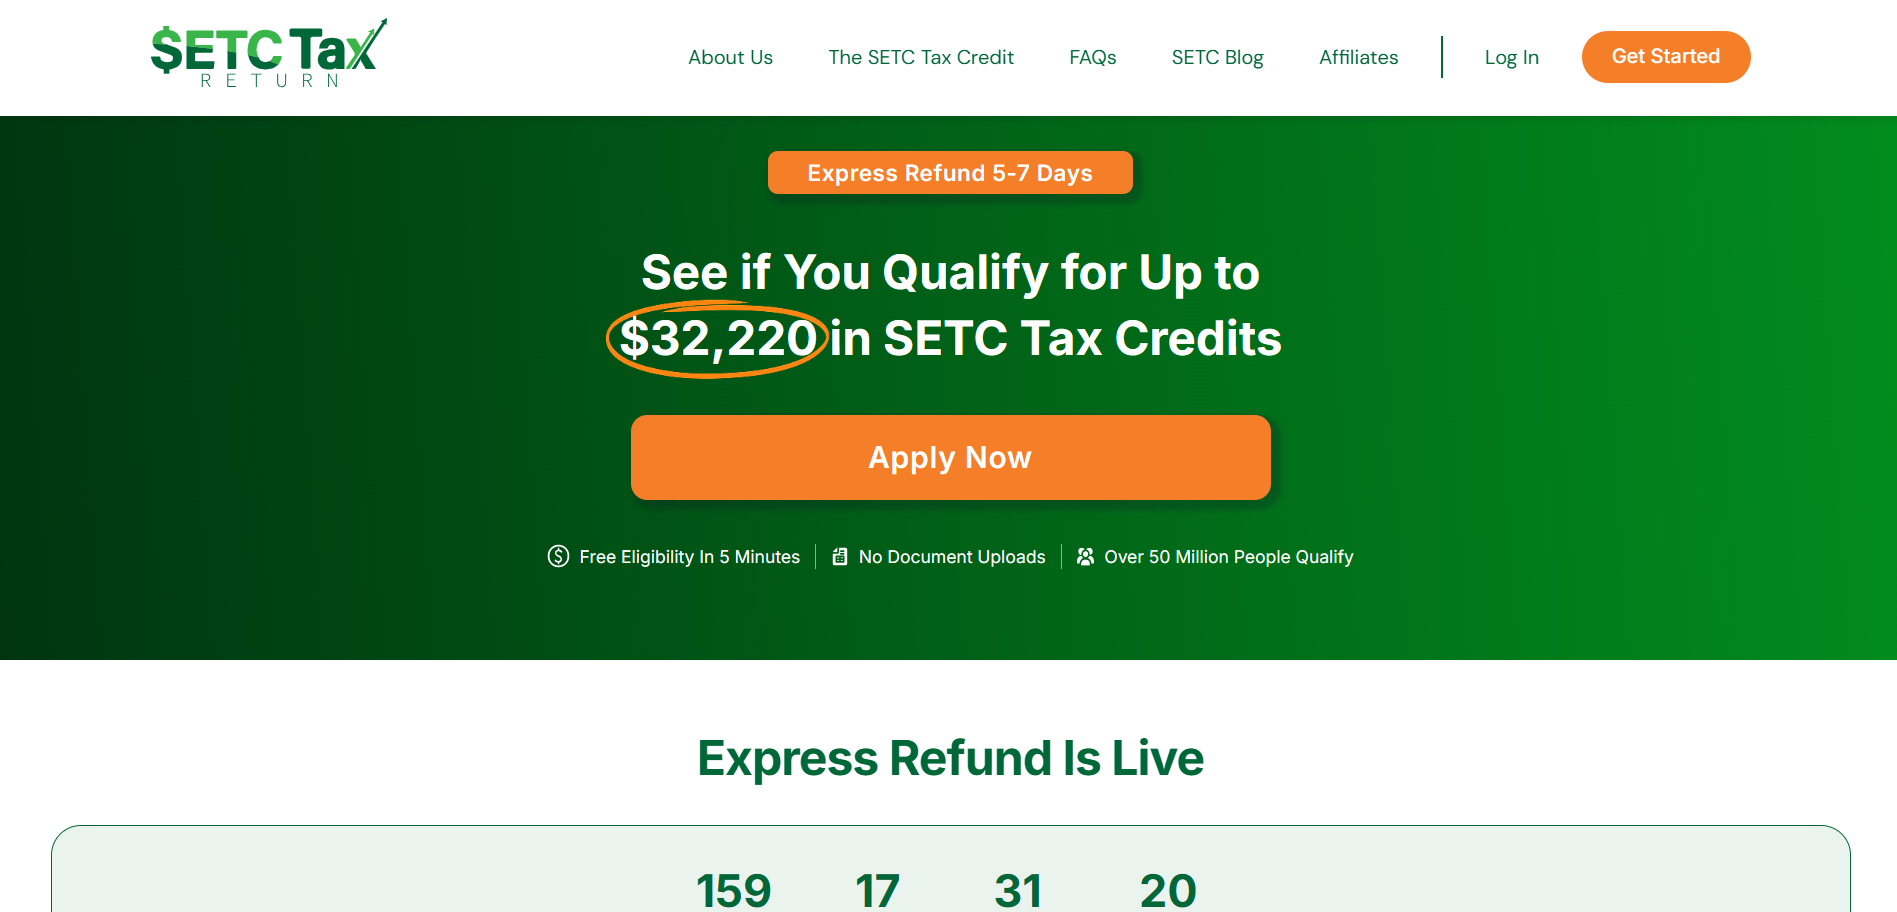 $ETC Tax
RETURN
About Us
The SETC Tax Credit
FAQs
SETC Blog
Affiliates
Log In
Get Started
Express Refund 5-7 Days
See if You Qualify for Up to
$32,220 in SETC Tax Credits
Apply Now
Free Eligibility In 5 Minutes
No Document Uploads
Over 50 Million People Qualify
Express Refund Is Live
159 17 31 20